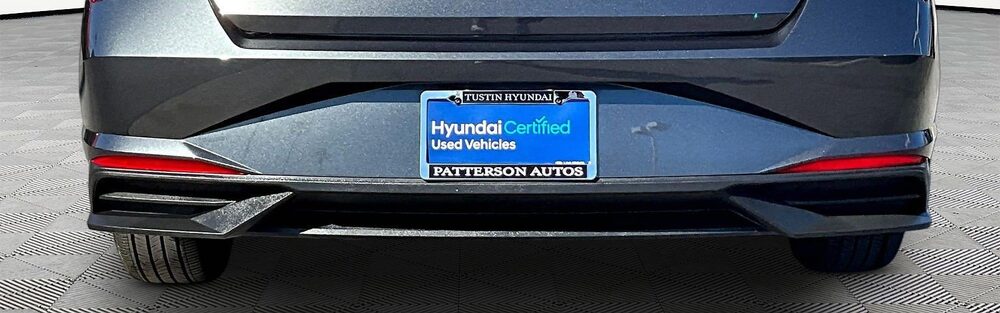 TUSTIN HYUNDAI
Hyundai Certified
Used Vehicles
PATTERSON AUTOS